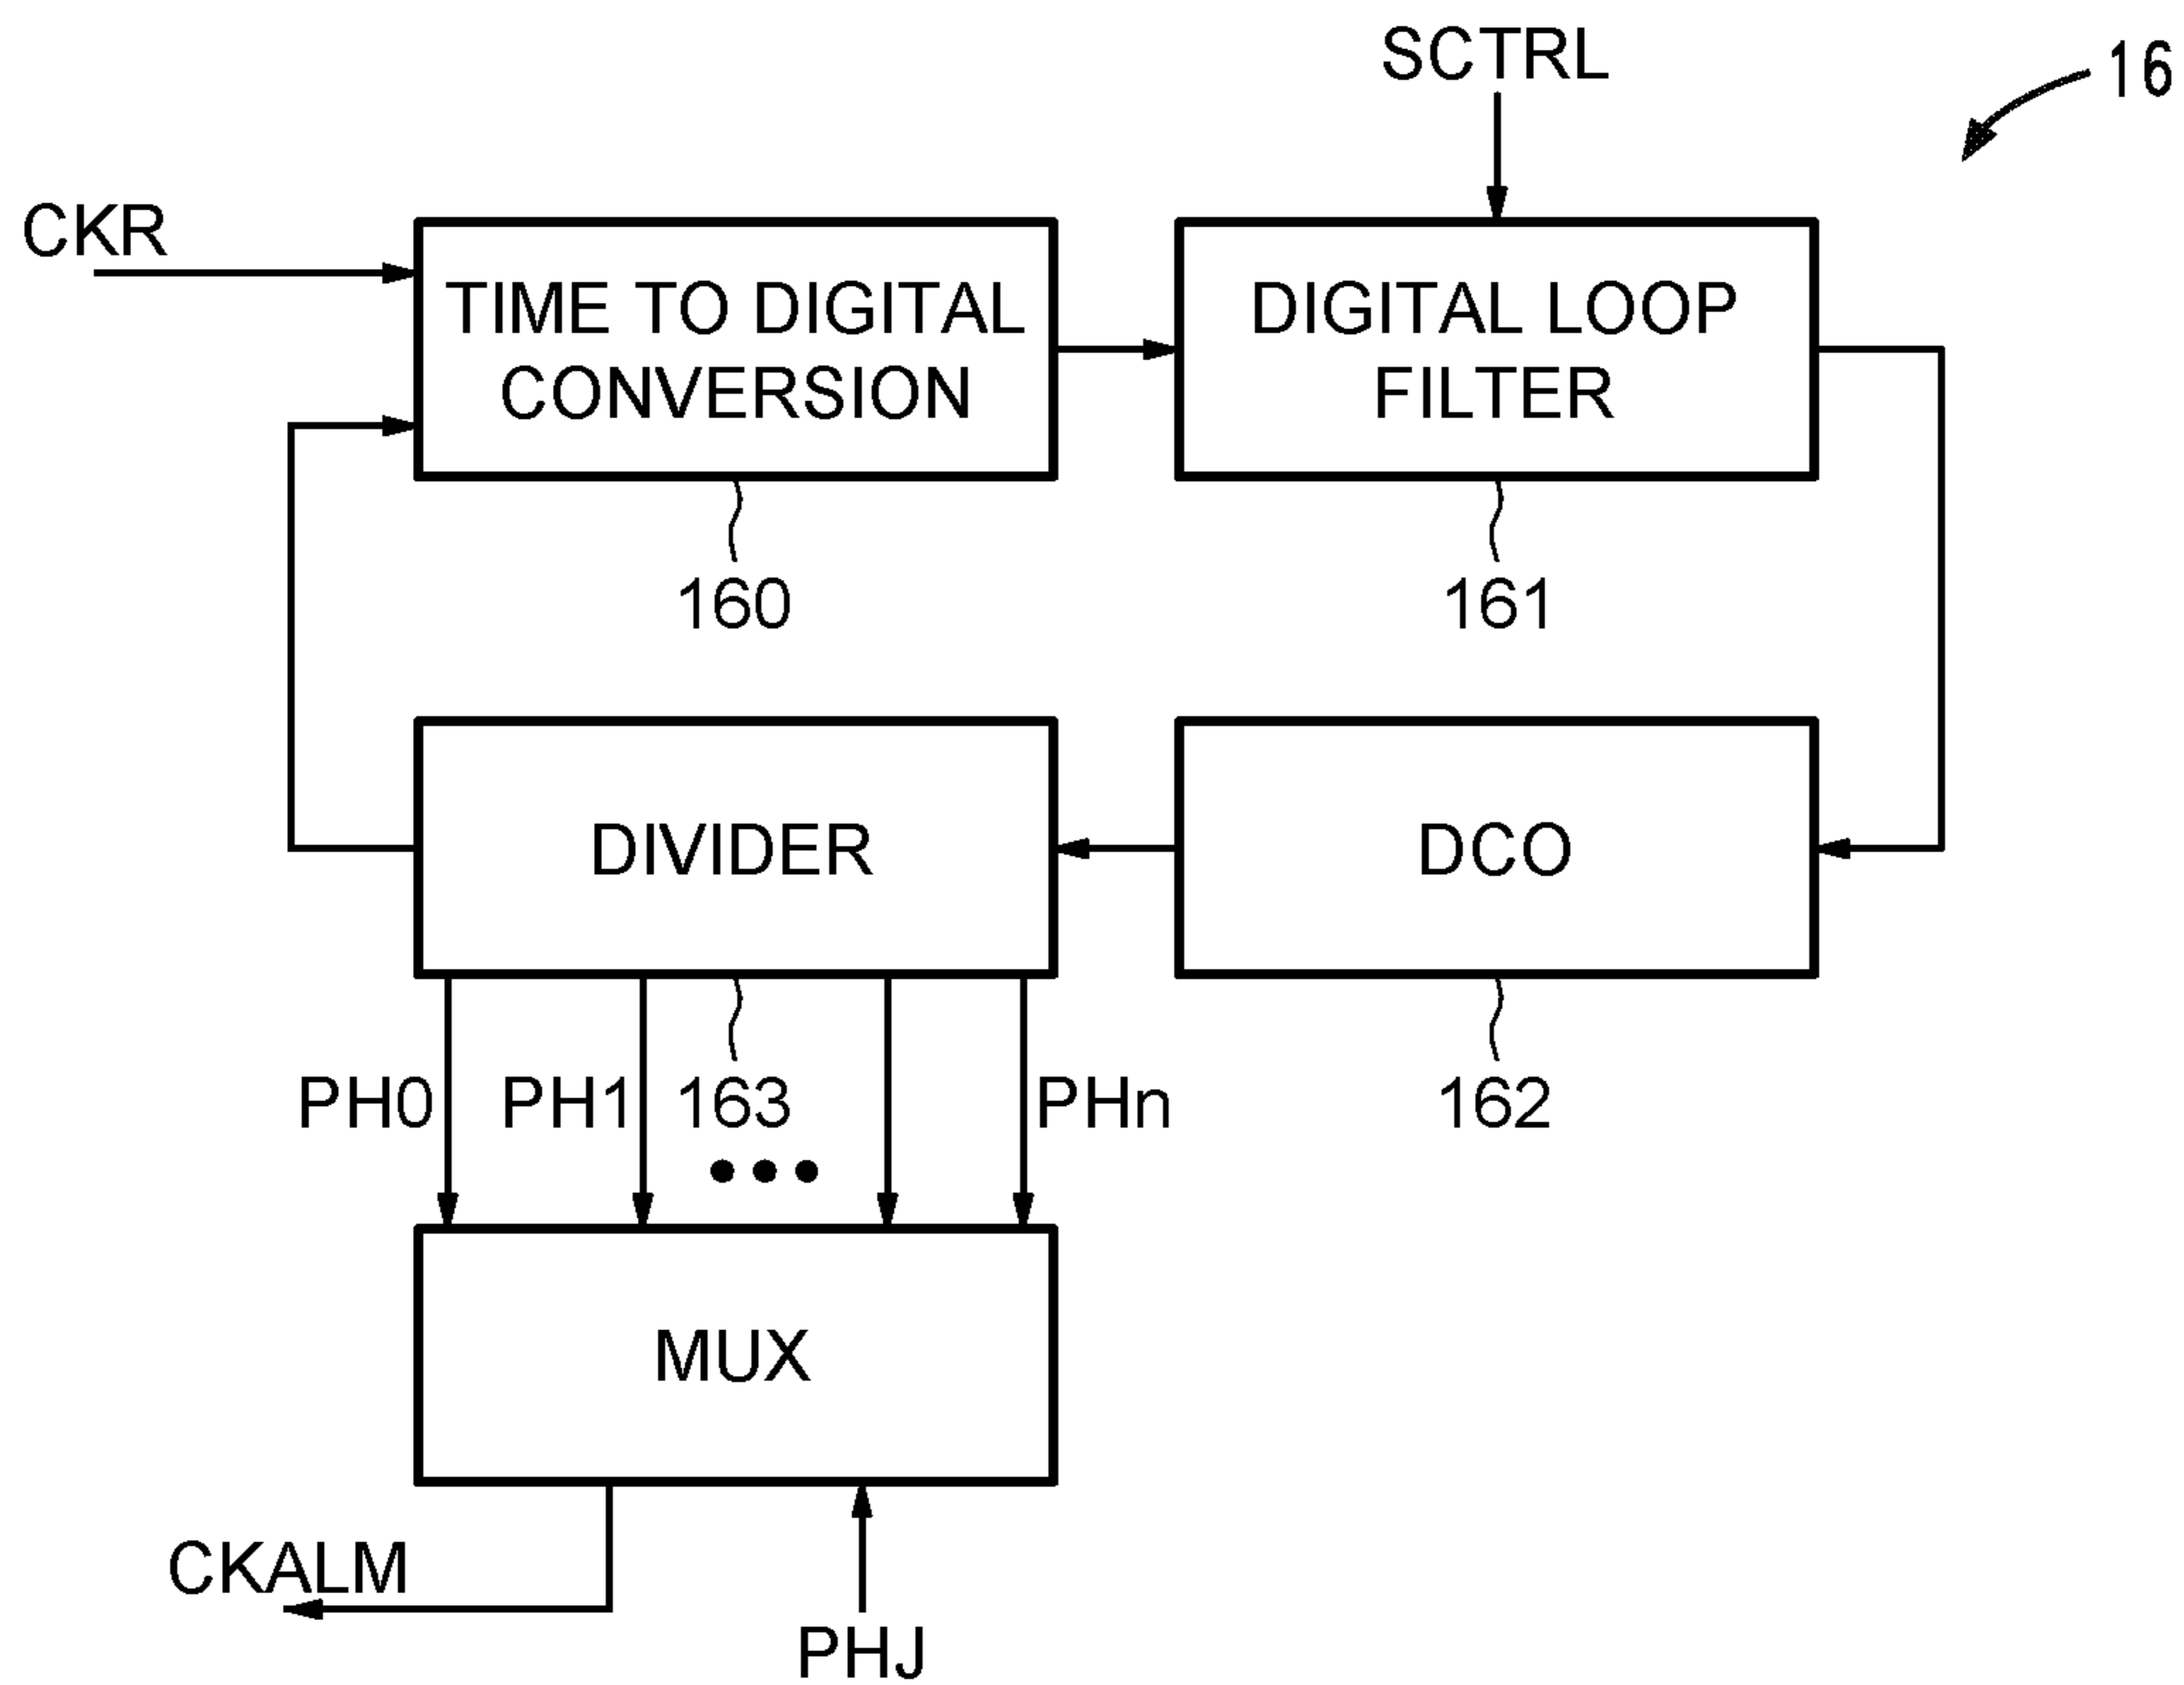 SCTRL
16
CKR
TIME TO DIGITAL
CONVERSION
DIGITAL LOOP
FILTER
160
161
DIVIDER
DCO
PH0
PH1
163
PHn
162
MUX
CKALM
PHJ